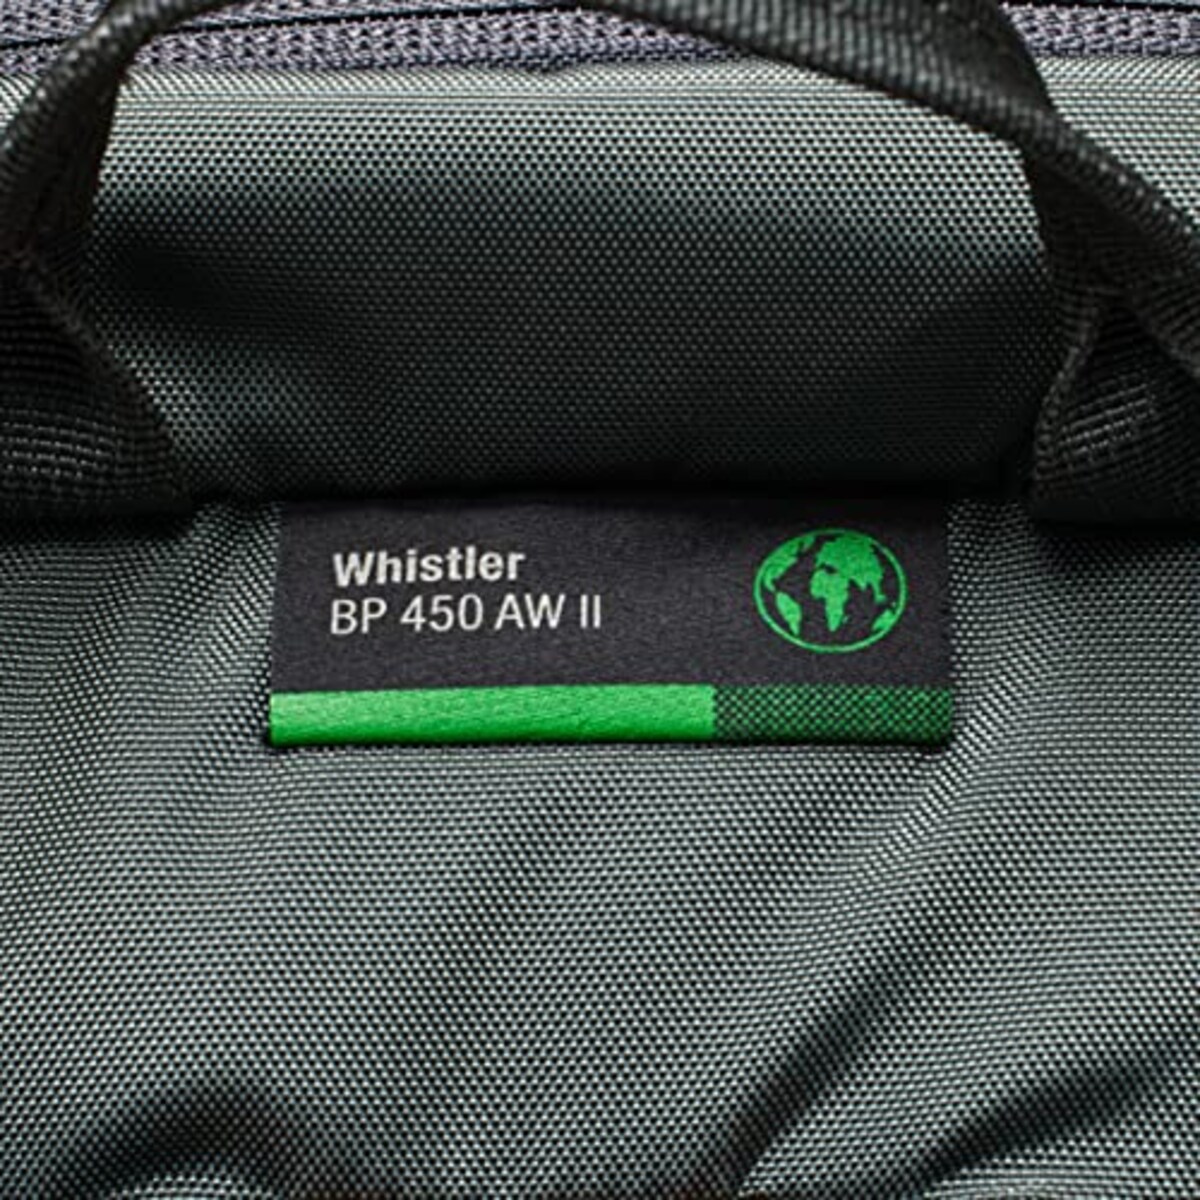 Whistler
BP 450 AW II